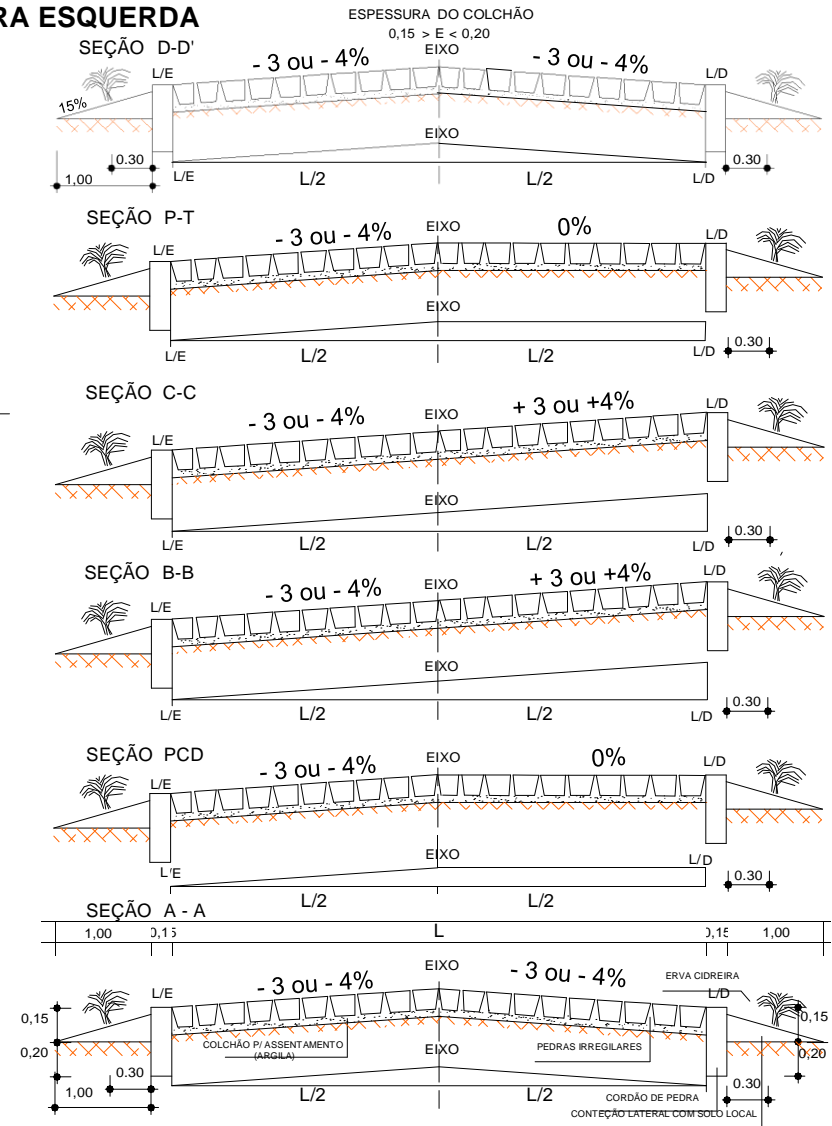 RA ESQUERDA
ESPESSURA DO COLCHÃO
0,15 > E < 0,20
SEÇÃO D-D'
- 3 ou - 4%
EIXO
- 3 ou - 4%
L/E
L/D
15%
EIXO
0.30
1,00
L/E
L/2
L/2
0.30
SEÇÃO P-T
- 3 ou - 4%
EIXO
0%
L/E
L/D
EIXO
L/E
L/2
L/2
L/D
0.30
SEÇÃO C-C
- 3 ou - 4%
EIXO
+ 3 ou +4%
L/E
L/D
EIXO
L/E
L/2
L/2
L/D
0.30
SEÇÃO B-B
- 3 ou - 4%
EIXO
+ 3 ou +4%
L/E
L/D
EIXO
L/E
L/2
L/2
L/D
0.30
SEÇÃO PCD
- 3 ou - 4%
EIXO
0%
L/E
L/D
EIXO
L/E
L/D
L/2
L/2
0.30
SEÇÃO A - A
1,00
0,15
L
0,15
1,00
- 3 ou - 4%
EIXO
- 3 ou - 4%
ERVA CIDREIRA
L/E
L/D
0,15
0,15
0,20
COLCHÃO P/ ASSENTAMENTO
(ARGILA)
EIXO
PEDRAS IRREGILARES
0,20
0.30
1,00
L/2
L/2
0.30
CORDÃO DE PEDRA
CONTEÇÃO LATERAL COM SOLO LOCAL